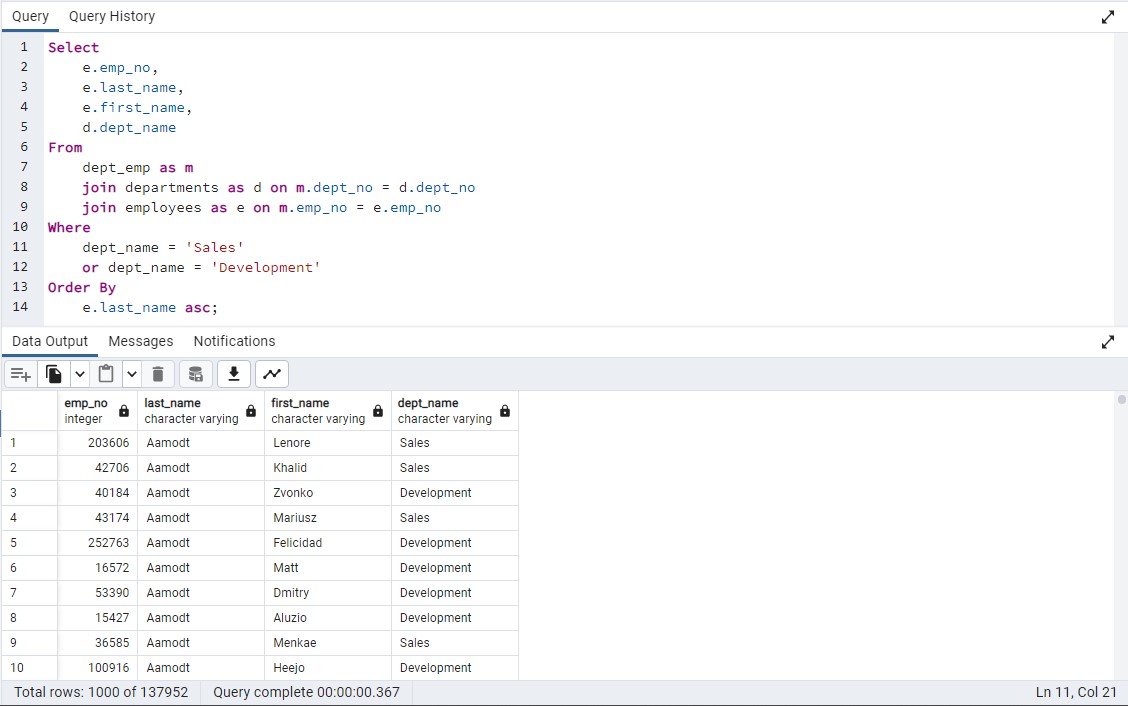 Query Query History
1 Select
2 e.emp_no,
3 e.last_name,
4 e.first_name,
5 d.dept_name
6 From
7 dept_emp as m
8 join departments as d on m.dept_no = d.dept_no
9 join employees as e on m.emp_no = e.emp_no
10 Where
11 dept_name = 'Sales'
12 or dept_name = 'Development'
13 Order By
14 e.last_name asc;
Data Output Messages Notifications
emp_no last_name first_name dept_name
integer character varying character varying character varying
1 203606 Aamodt Lenore Sales
2 42706 Aamodt Khalid Sales
3 40184 Aamodt Zvonko Development
4 43174 Aamodt Mariusz Sales
5 252763 Aamodt Felicidad Development
6 16572 Aamodt Matt Development
7 53390 Aamodt Dmitry Development
8 15427 Aamodt Aluzio Development
9 36585 Aamodt Menkae Sales
10 100916 Aamodt Heejo Development
Total rows: 1000 of 137952 Query complete 00:00:00.367 Ln 11, Col 21